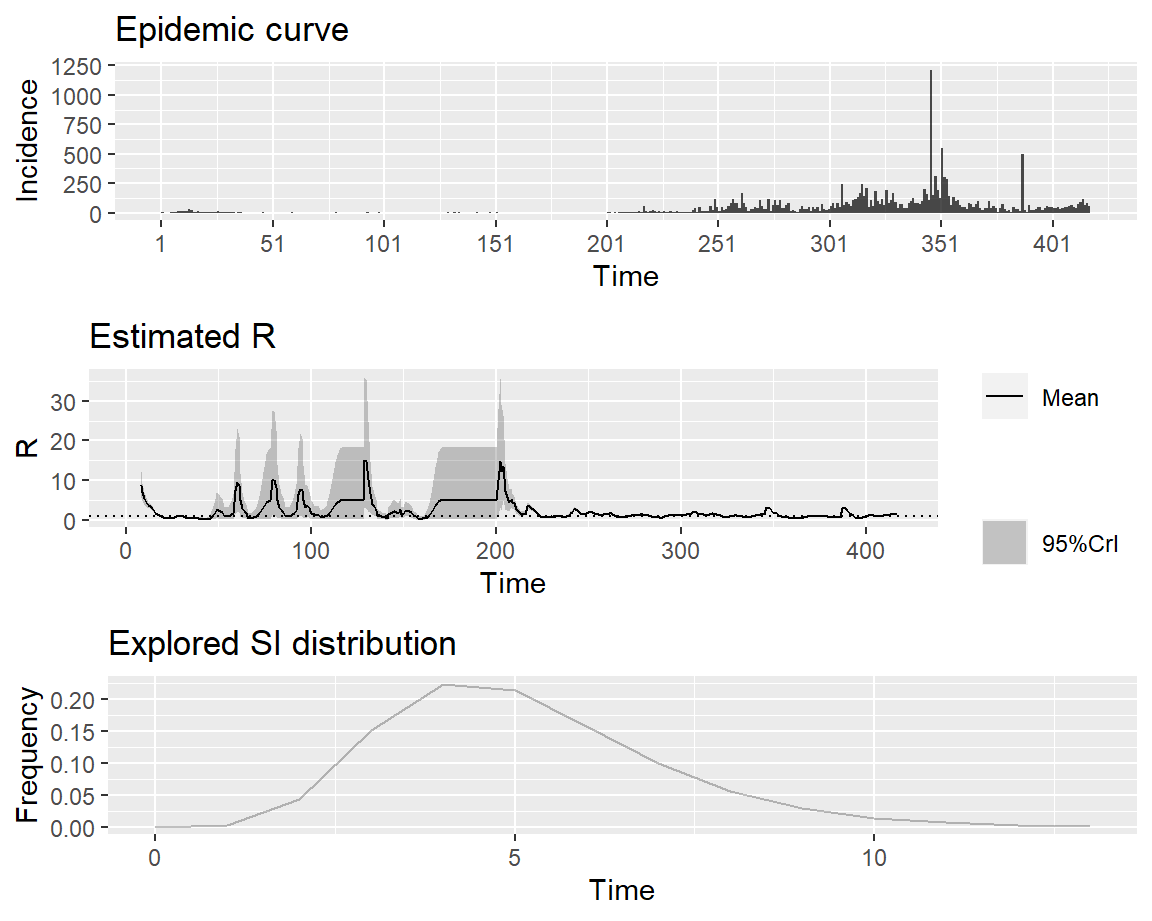 Epidemic curve
Incidence
1250
1000
750
500
250
0
1 51 101 151 201 251 301 351 401
Time
Estimated R
R
30
20
10
0
0 100 200 300 400
Time
Mean
95%CrI
Explored SI distribution
Frequency
0.20
0.15
0.10
0.05
0.00
0 5 10
Time